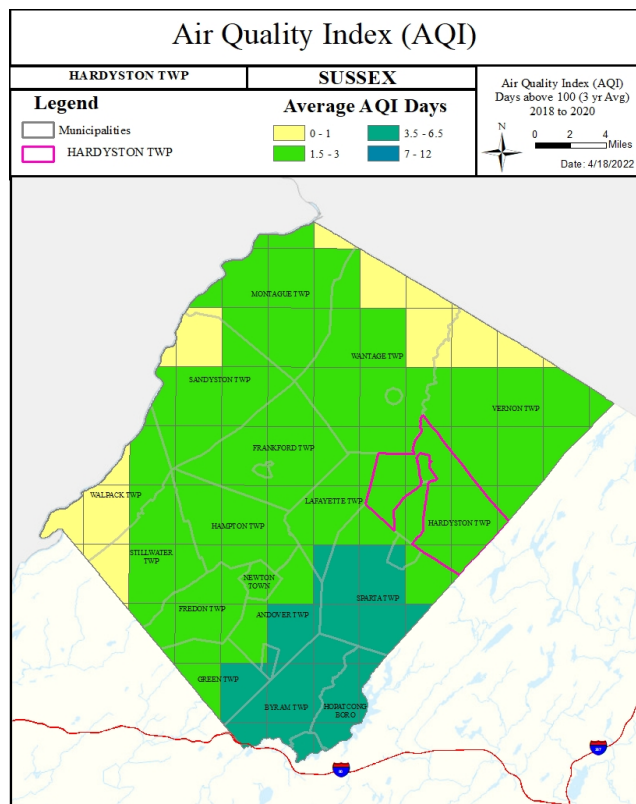 Air Quality Index (AQI)
HARDYSTON TWP
SUSSEX
Legend
Municipalities
HARDYSTON TWP
Average AQI Days
0 - 1
3.5 - 6.5
1.5 - 3
7 - 12
Air Quality Index (AQI)
Days above 100 (3 yr Avg)
2018 to 2020
N
0 2 4
Miles
Date: 4/18/2022
MONTAGUE TWP
WANTAGE TWP
SANDYSTON TWP
VERNON TWP
FRANKFORD TWP
WALPACK TWP
LAFAYETTE TWP
HAMPTON TWP
HARDYSTON TWP
STILLWATER
TWP
NEWTON
TOWN
SPARTA TWP
FREDON TWP
ANDOVER TWP
GREEN TWP
BYRAM TWP
HOPATCONG
BORO